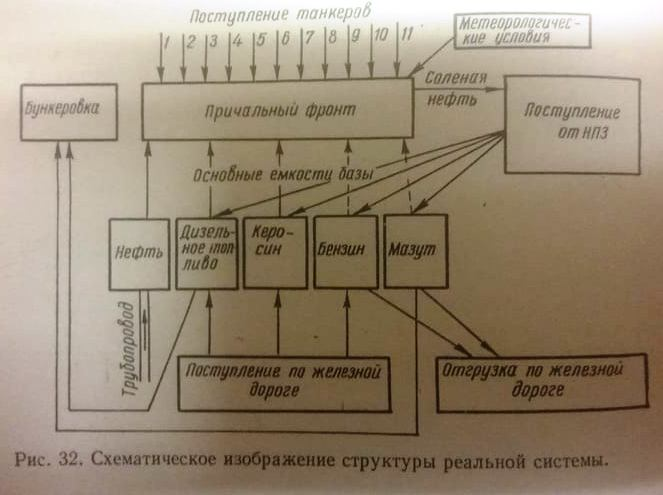 Поступление танкеров
1 2 3 4 5 6 7 8 9 10 11
Метеорологичес-
кие условия
Бункеровка
Причальный фронт
Соленая
нефть
Поступление
от НПЗ
Основные емкости базы
Нефть
Дизель-
ное топ-
ливо
Керо-
син
Бензин
Мазут
Трубопровод
Поступление по железной
дороге
Отгрузка по железной
дороге
Рис. 32. Схематическое изображение структуры реальной системы.